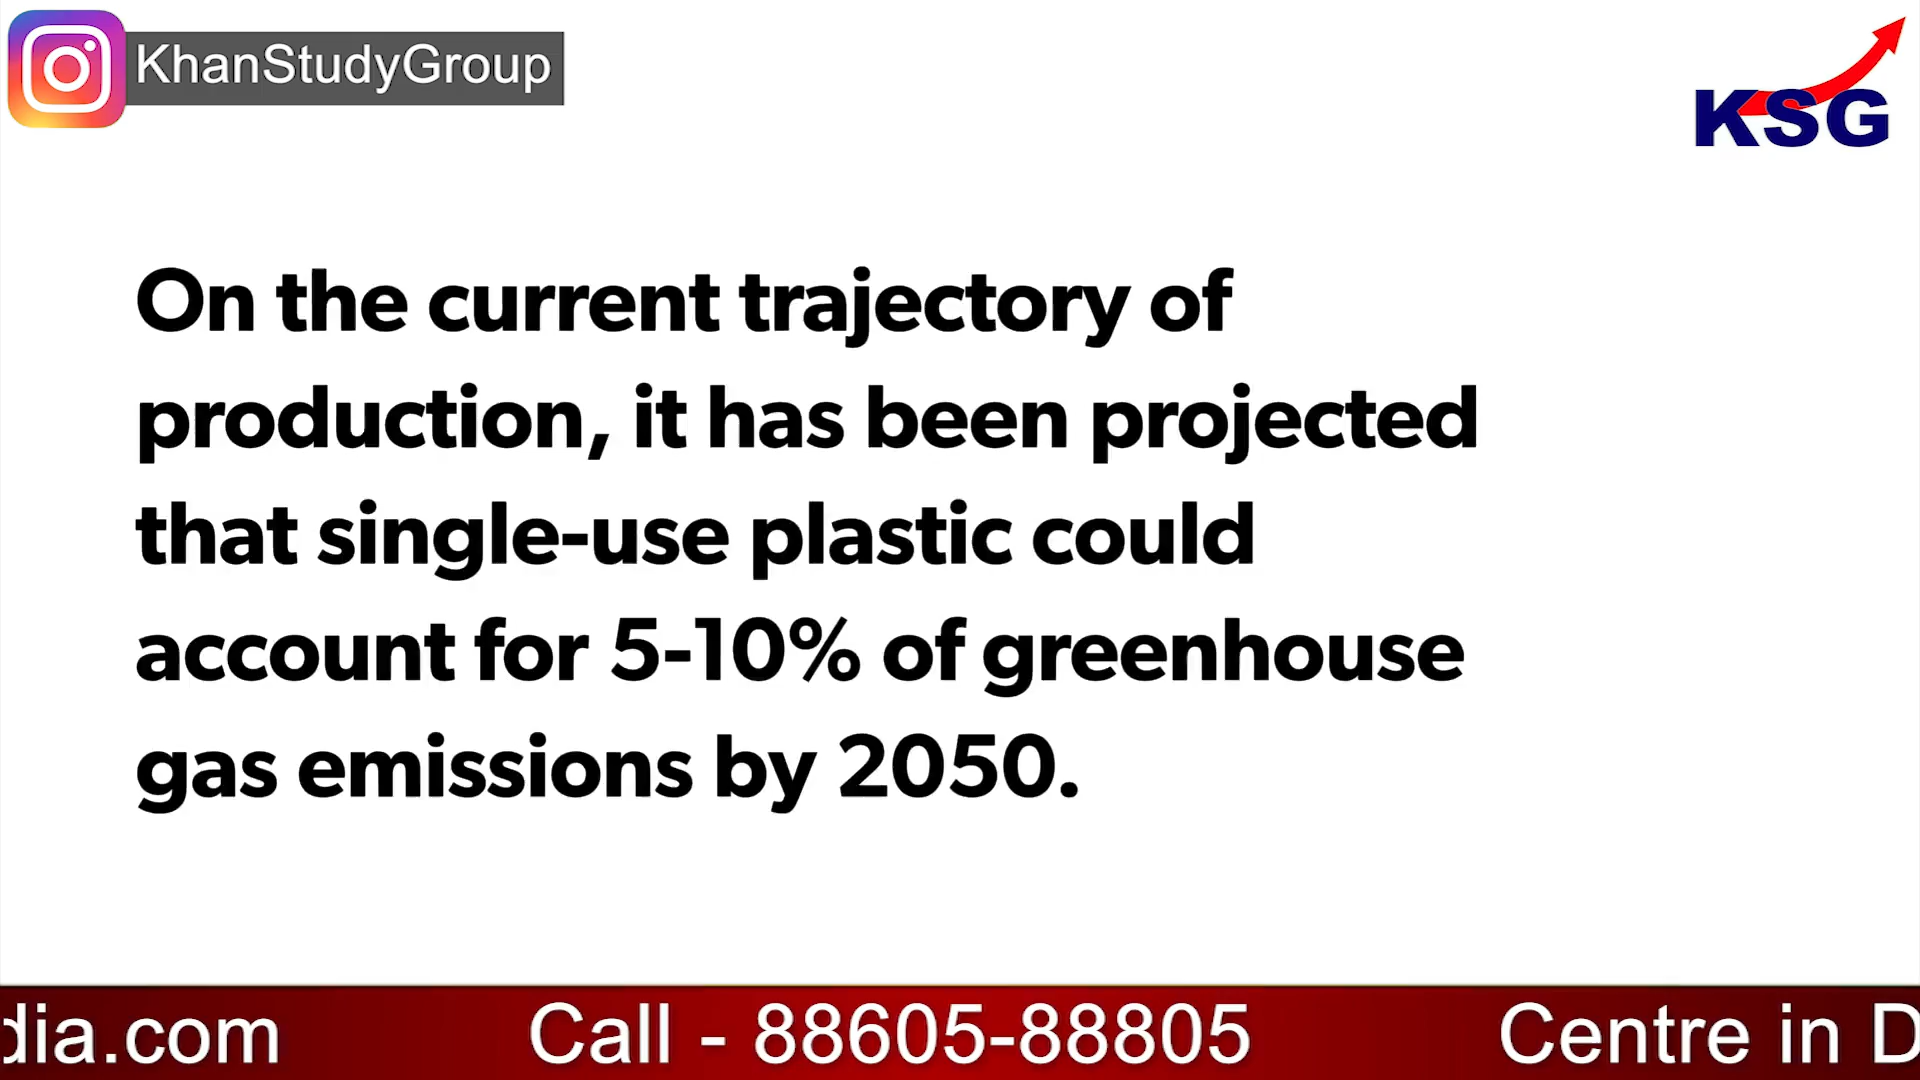 KhanStudyGroup
KSG
On the current trajectory of
production, it has been projected
that single-use plastic could
account for 5-10% of greenhouse
gas emissions by 2050.
dia.com Call - 88605-88805 Centre in D